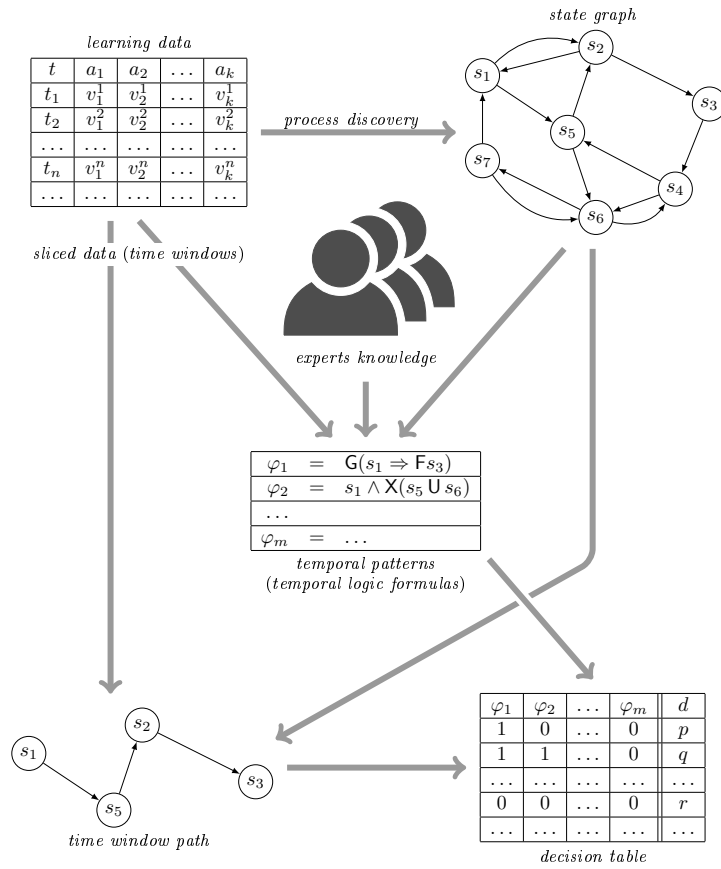 learning data
t a₁ a₂ … aₖ
t₁ v₁¹ v₂¹ … vₖ¹
t₂ v₁² v₂² … vₖ²
… … … … …
tₙ v₁ⁿ v₂ⁿ … vₖⁿ
… … … … …
process discovery
state graph
s₁
s₂
s₃
s₅
s₇
s₄
s₆
sliced data (time windows)
experts knowledge
φ₁ = G(s₁ ⇒ Fs₃)
φ₂ = s₁ ∧ X(s₅ U s₆)
…
φₘ = …
temporal patterns
(temporal logic formulas)
s₁
s₂
s₅
s₃
time window path
φ₁ φ₂ … φₘ d
1 0 … 0 p
1 1 … 0 q
… … … … …
0 0 … 0 r
… … … … …
decision table